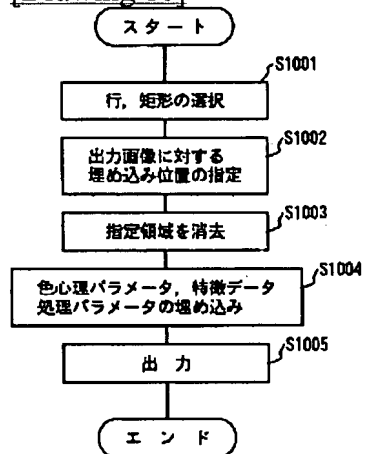 スタート
S1001
行，矩形の選択
S1002
出力画像に対する
埋め込み位置の指定
S1003
指定領域を消去
S1004
色心理パラメータ，特徴データ
処理パラメータの埋め込み
S1005
出力
エンド